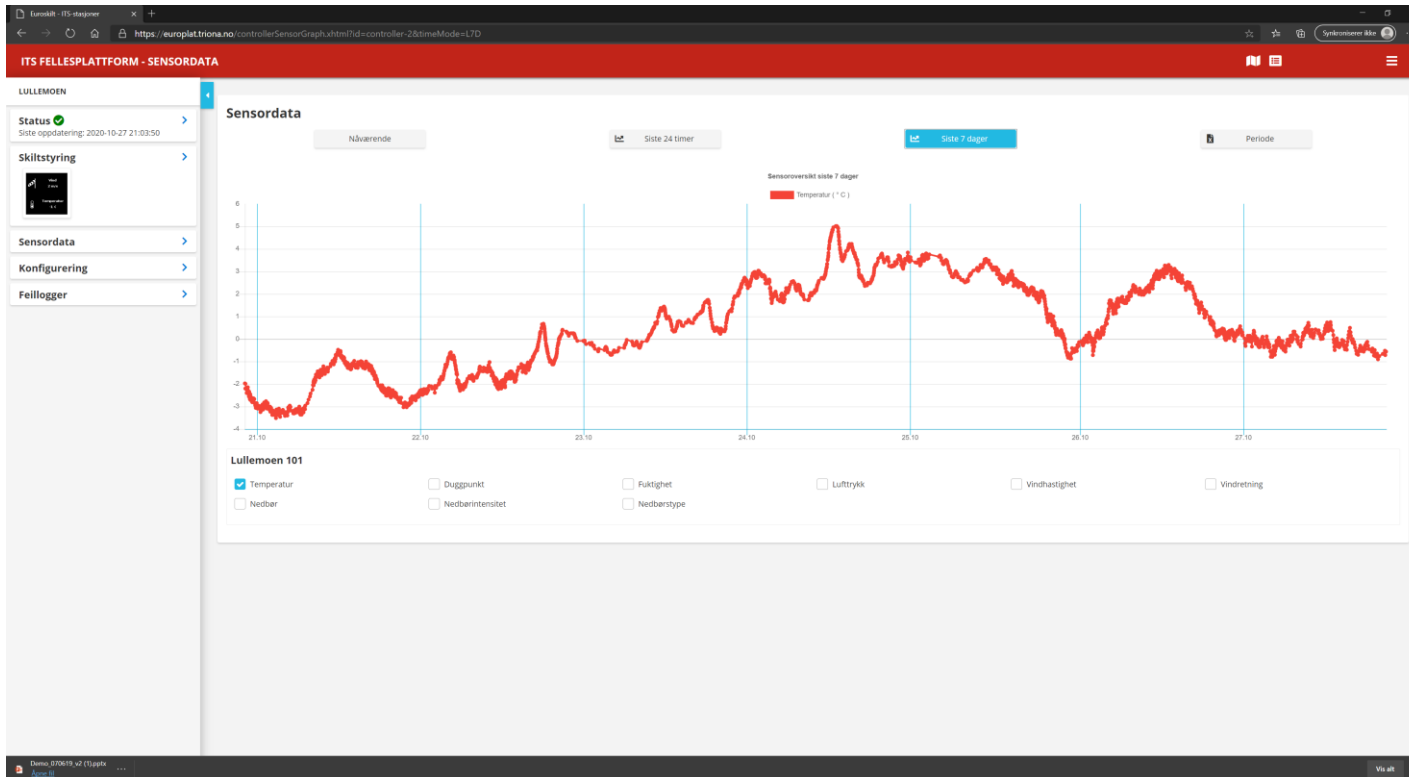 Euroskilt - ITS-stasjoner
https://europlat.triona.no/controllerSensorGraph.xhtml?id=controller-2&timeMode=L7D
Synkroniserer ikke
ITS FELLESPLATTFORM - SENSORDATA
LULLEMOEN
Status
Siste oppdatering: 2020-10-27 21:03:50
Skiltstyring
Vind
Temperatur
Sensordata
Konfigurering
Feillogger
Sensordata
Nåværende
Siste 24 timer
Siste 7 dager
Periode
Sensoroversikt siste 7 dager
Temperatur ( ° C )
6
5
4
3
2
1
0
-1
-2
-3
-4
21.10 22.10 23.10 24.10 25.10 26.10 27.10
Lullemoen 101
Temperatur Duggpunkt Fuktighet Lufttrykk Vindhastighet Vindretning
Nedbør Nedbørintensitet Nedbørstype
Demo_070619_v2 (1).pptx
Åpne fil
Vis alt